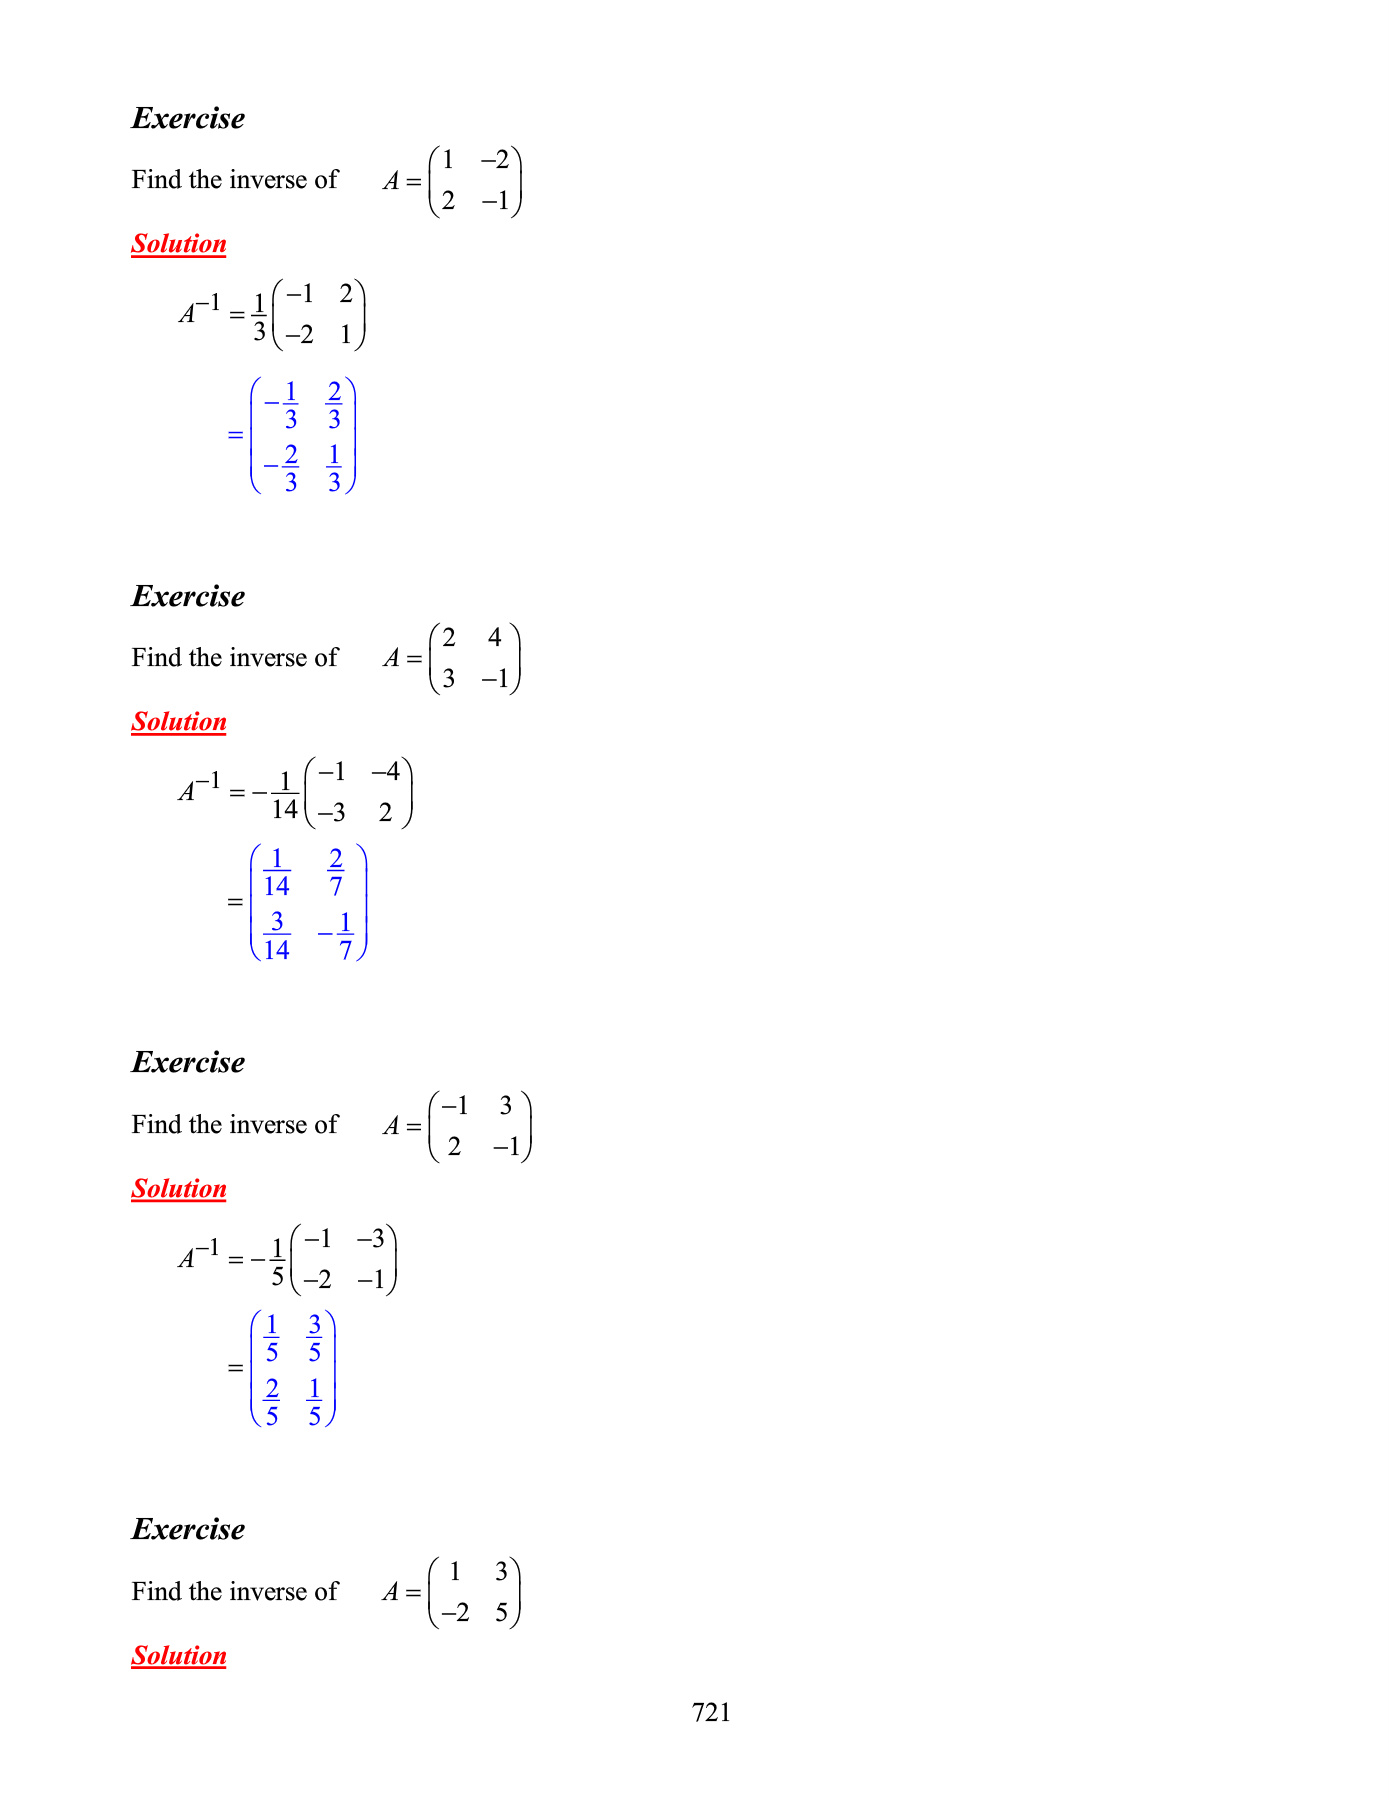 Exercise
Find the inverse of A = \begin{pmatrix} 1 & -2 \\ 2 & -1 \end{pmatrix}
Solution
A^{-1} = \frac{1}{3} \begin{pmatrix} -1 & 2 \\ -2 & 1 \end{pmatrix}
= \begin{pmatrix} -\frac{1}{3} & \frac{2}{3} \\ -\frac{2}{3} & \frac{1}{3} \end{pmatrix}
Exercise
Find the inverse of A = \begin{pmatrix} 2 & 4 \\ 3 & -1 \end{pmatrix}
Solution
A^{-1} = -\frac{1}{14} \begin{pmatrix} -1 & -4 \\ -3 & 2 \end{pmatrix}
= \begin{pmatrix} \frac{1}{14} & \frac{2}{7} \\ \frac{3}{14} & -\frac{1}{7} \end{pmatrix}
Exercise
Find the inverse of A = \begin{pmatrix} -1 & 3 \\ 2 & -1 \end{pmatrix}
Solution
A^{-1} = -\frac{1}{5} \begin{pmatrix} -1 & -3 \\ -2 & -1 \end{pmatrix}
= \begin{pmatrix} \frac{1}{5} & \frac{3}{5} \\ \frac{2}{5} & \frac{1}{5} \end{pmatrix}
Exercise
Find the inverse of A = \begin{pmatrix} 1 & 3 \\ -2 & 5 \end{pmatrix}
Solution
721